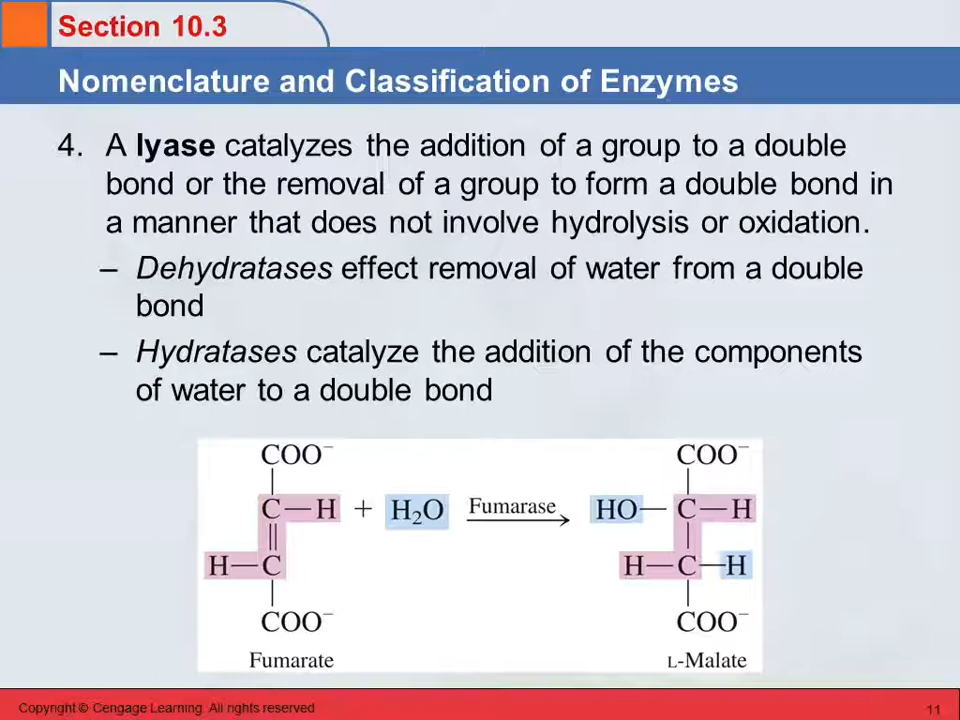 Section 10.3
Nomenclature and Classification of Enzymes
4. A lyase catalyzes the addition of a group to a double
bond or the removal of a group to form a double bond in
a manner that does not involve hydrolysis or oxidation.
– Dehydratases effect removal of water from a double
bond
– Hydratases catalyze the addition of the components
of water to a double bond
COO⁻ COO⁻
C—H + H₂O Fumarase HO—C—H
H—C H—C—H
COO⁻ COO⁻
Fumarate L-Malate
Copyright © Cengage Learning. All rights reserved 11